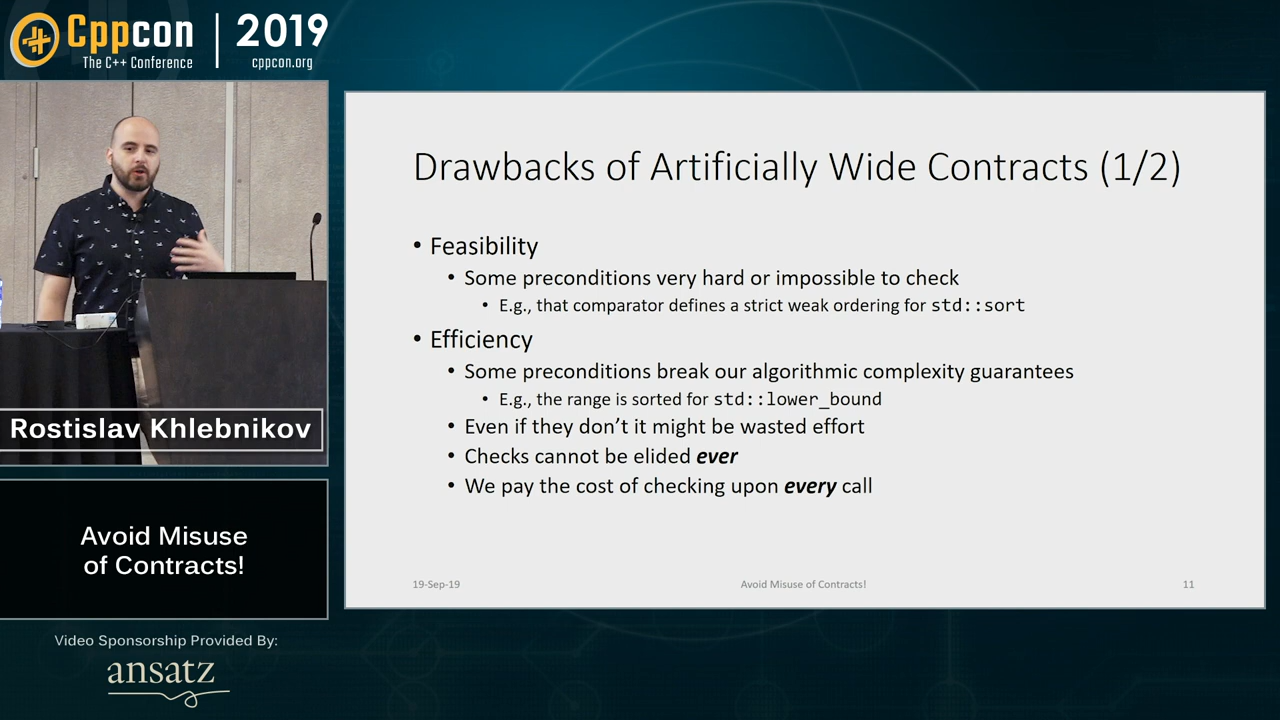 Cppcon | 2019
The C++ Conference
cppcon.org
Rostislav Khlebnikov
Avoid Misuse
of Contracts!
Video Sponsorship Provided By:
ansatz
Drawbacks of Artificially Wide Contracts (1/2)
• Feasibility
• Some preconditions very hard or impossible to check
• E.g., that comparator defines a strict weak ordering for std::sort
• Efficiency
• Some preconditions break our algorithmic complexity guarantees
• E.g., the range is sorted for std::lower_bound
• Even if they don’t it might be wasted effort
• Checks cannot be elided ever
• We pay the cost of checking upon every call
19-Sep-19
Avoid Misuse of Contracts!
11